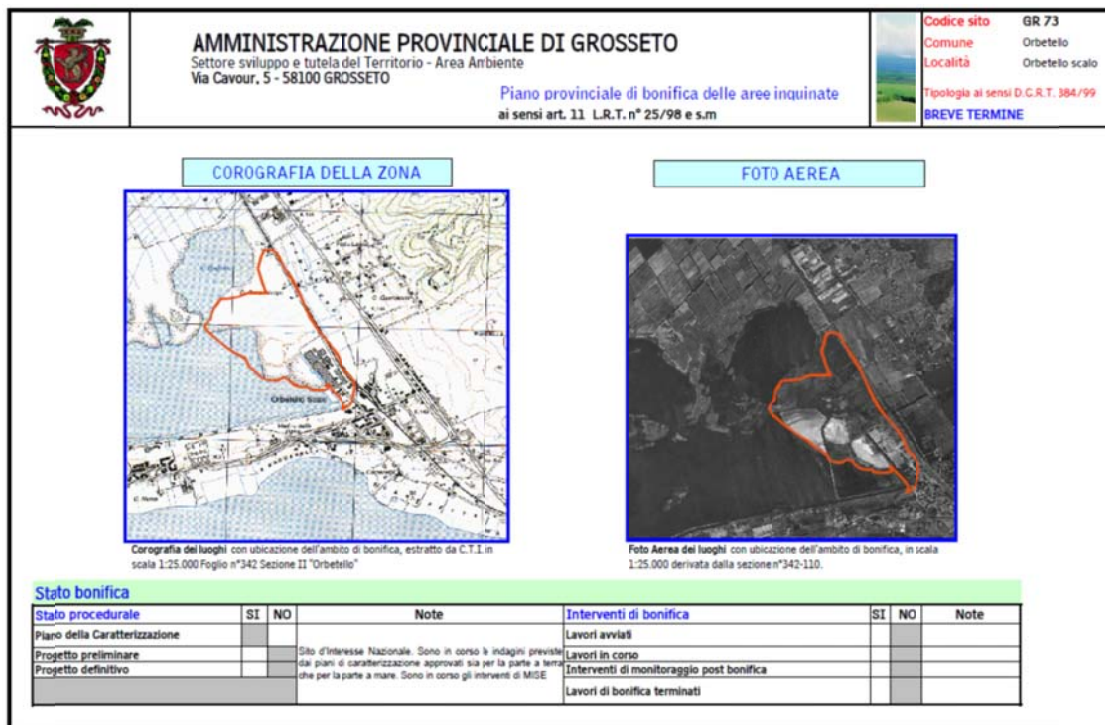 AMMINISTRAZIONE PROVINCIALE DI GROSSETO
Settore sviluppo e tutela del Territorio - Area Ambiente
Via Cavour, 5 - 58100 GROSSETO
Piano provinciale di bonifica delle aree inquinate
ai sensi art. 11 L.R.T. n° 25/98 e s.m
Codice sito GR 73
Comune Orbetello
Località Orbetello scalo
Tipologia ai sensi D.G.R.T. 384/99
BREVE TERMINE
COROGRAFIA DELLA ZONA
FOTO AEREA
Orbetello Scalo
Corografia dei luoghi con ubicazione dell'ambito di bonifica, estratto da C.T.I. in
scala 1:25.000 Foglio n°342 Sezione II "Orbetello"
Foto Aerea dei luoghi con ubicazione dell'ambito di bonifica, in scala
1:25.000 derivata dalla sezione n°342-110.
Stato bonifica
Stato procedurale SI NO Note Interventi di bonifica SI NO Note
Piano della Caratterizzazione
Progetto preliminare
Progetto definitivo
Sito d'Interesse Nazionale. Sono in corso le indagini previste
dai piani di caratterizzazione approvati sia per la parte a terra
che per la parte a mare. Sono in corso gli interventi di MISE
Lavori avviati
Lavori in corso
Interventi di monitoraggio post bonifica
Lavori di bonifica terminati